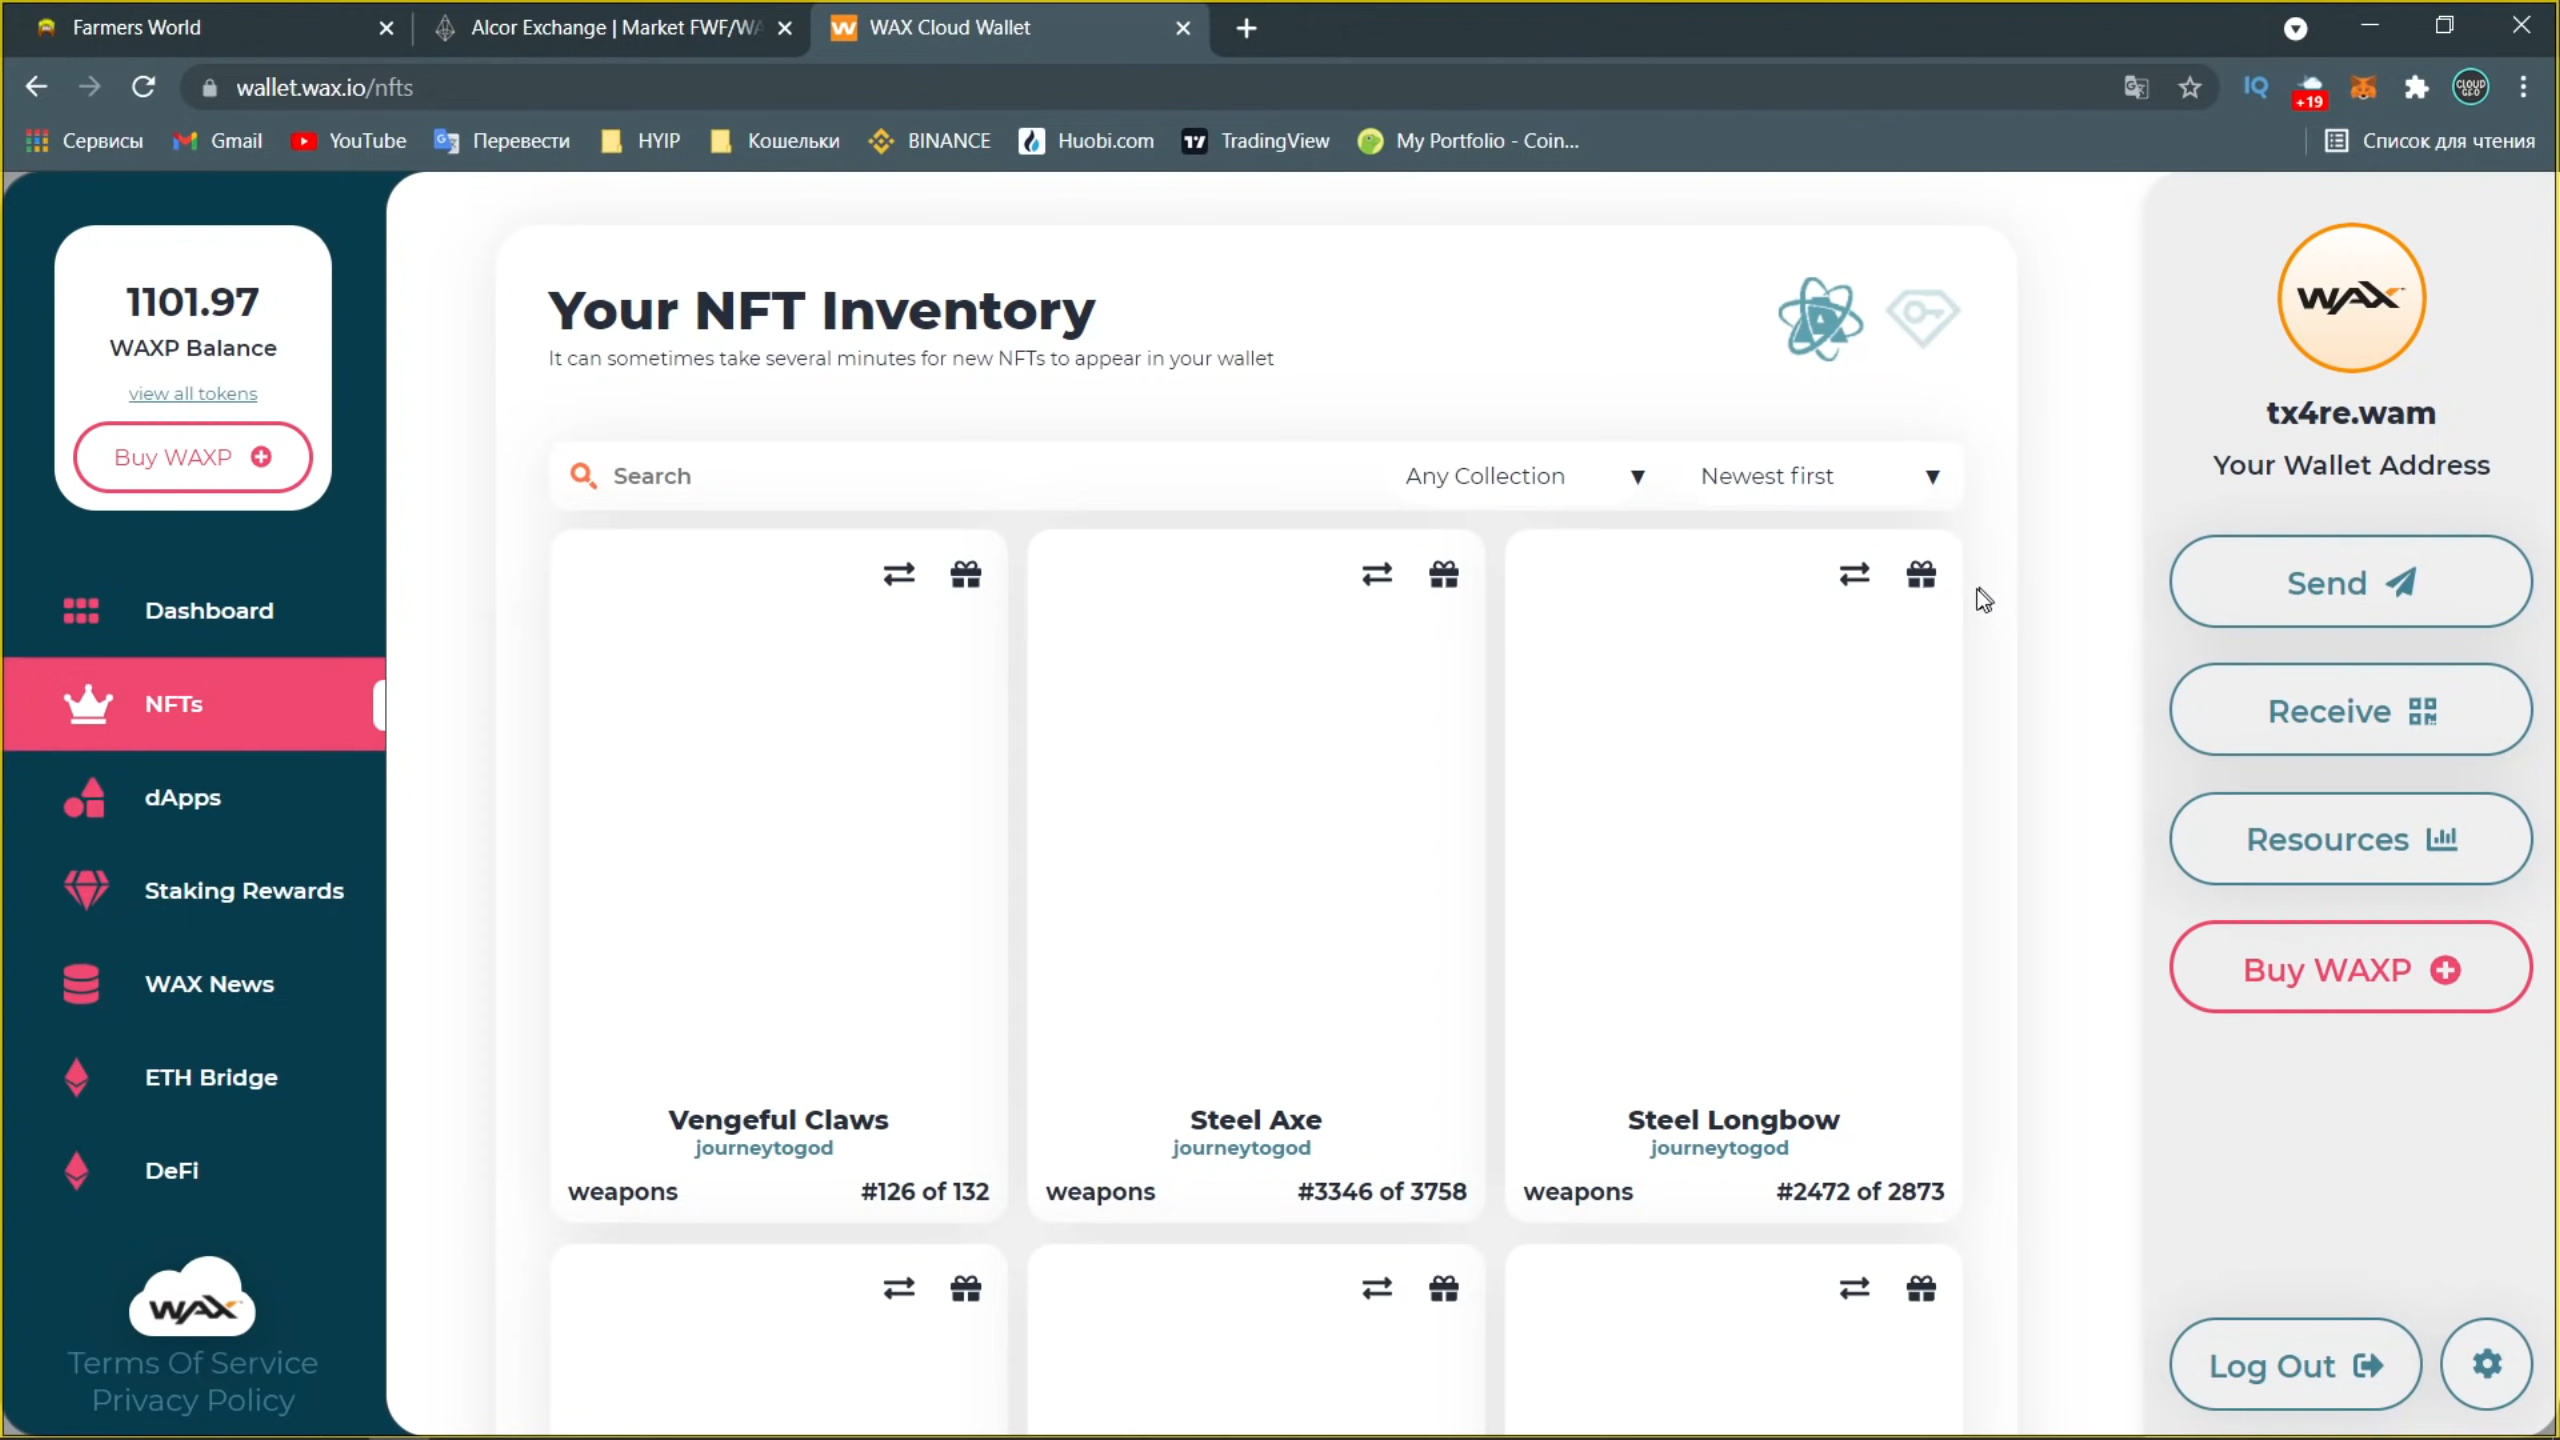 Farmers World
Alcor Exchange | Market FWF/WA
WAX Cloud Wallet
wallet.wax.io/nfts
IQ
+19
CLOUD GEO
Сервисы
Gmail
YouTube
Перевести
HYIP
Кошельки
BINANCE
Huobi.com
TradingView
My Portfolio - Coin...
Список для чтения
1101.97
WAXP Balance
view all tokens
Buy WAXP
Dashboard
NFTs
dApps
Staking Rewards
WAX News
ETH Bridge
DeFi
WAX
Terms Of Service
Privacy Policy
Your NFT Inventory
It can sometimes take several minutes for new NFTs to appear in your wallet
Search
Any Collection
Newest first
Vengeful Claws
journeytogod
weapons #126 of 132
Steel Axe
journeytogod
weapons #3346 of 3758
Steel Longbow
journeytogod
weapons #2472 of 2873
WAX
tx4re.wam
Your Wallet Address
Send
Receive
Resources
Buy WAXP
Log Out